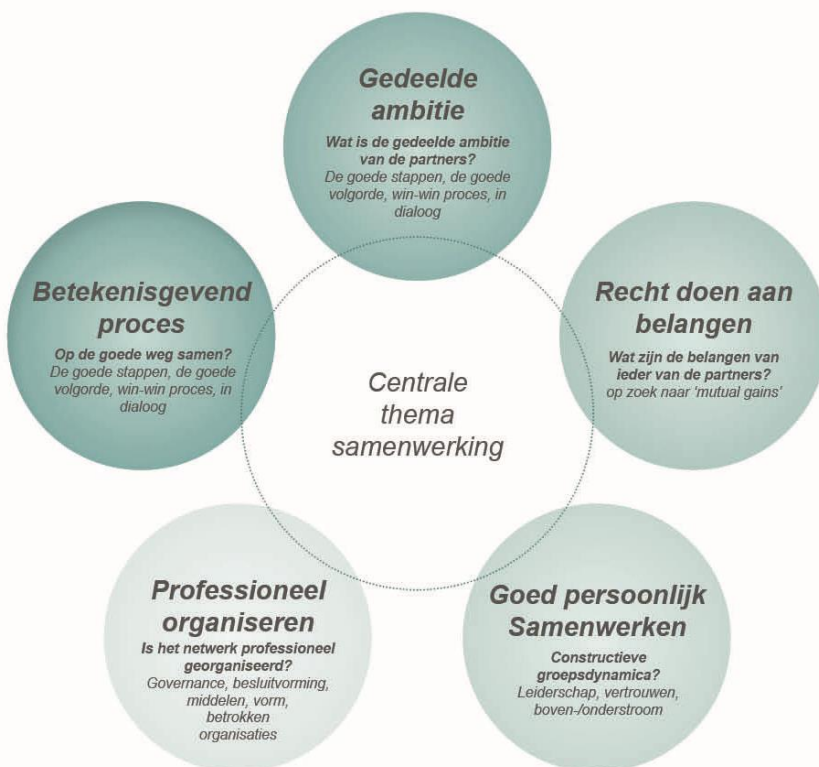 Gedeelde
ambitie
Wat is de gedeelde ambitie
van de partners?
De goede stappen, de goede
volgorde, win-win proces, in
dialoog
Betekenisgevend
proces
Op de goede weg samen?
De goede stappen, de goede
volgorde, win-win proces, in
dialoog
Recht doen aan
belangen
Wat zijn de belangen van
ieder van de partners?
op zoek naar ‘mutual gains’
Centrale
thema
samenwerking
Professioneel
organiseren
Is het netwerk professioneel
georganiseerd?
Governance, besluitvorming,
middelen, vorm,
betrokken
organisaties
Goed persoonlijk
Samenwerken
Constructieve
groepsdynamica?
Leiderschap, vertrouwen,
boven-/onderstroom